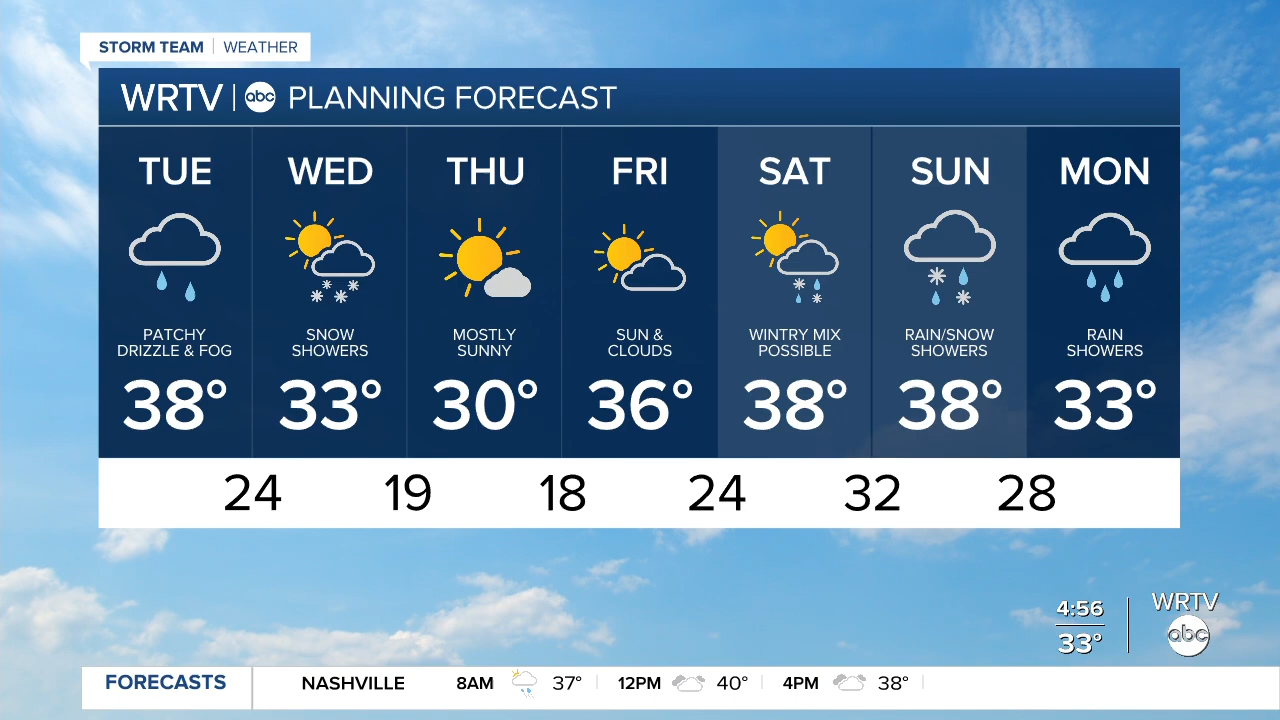 STORM TEAM | WEATHER
WRTV | abc PLANNING FORECAST
TUE WED THU FRI SAT SUN MON
PATCHY DRIZZLE & FOG
SNOW SHOWERS
MOSTLY SUNNY
SUN & CLOUDS
WINTRY MIX POSSIBLE
RAIN/SNOW SHOWERS
RAIN SHOWERS
38° 33° 30° 36° 38° 38° 33°
24 19 18 24 32 28
4:56
33°
WRTV
abc
FORECASTS NASHVILLE 8AM 37° 12PM 40° 4PM 38°